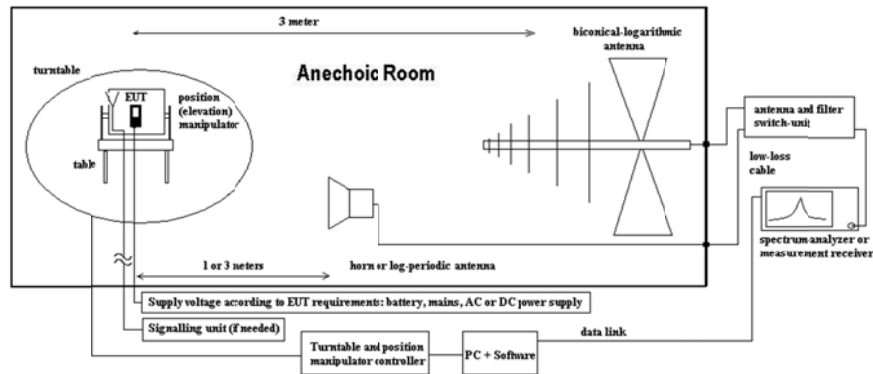 3 meter
biconical-logarithmic
antenna
Anechoic Room
turntable
EUT
position
(elevation)
manipulator
antenna and filter
switch-unit
table
low-loss
cable
spectrum-analyzer or
measurement receiver
1 or 3 neters
horn or log-periodic antenna
Supply voltage according to EUT requirements: battery, mains, AC or DC power supply
Signalling unit (if needed)
data link
Turntable and position
manipulator controller
PC + Software